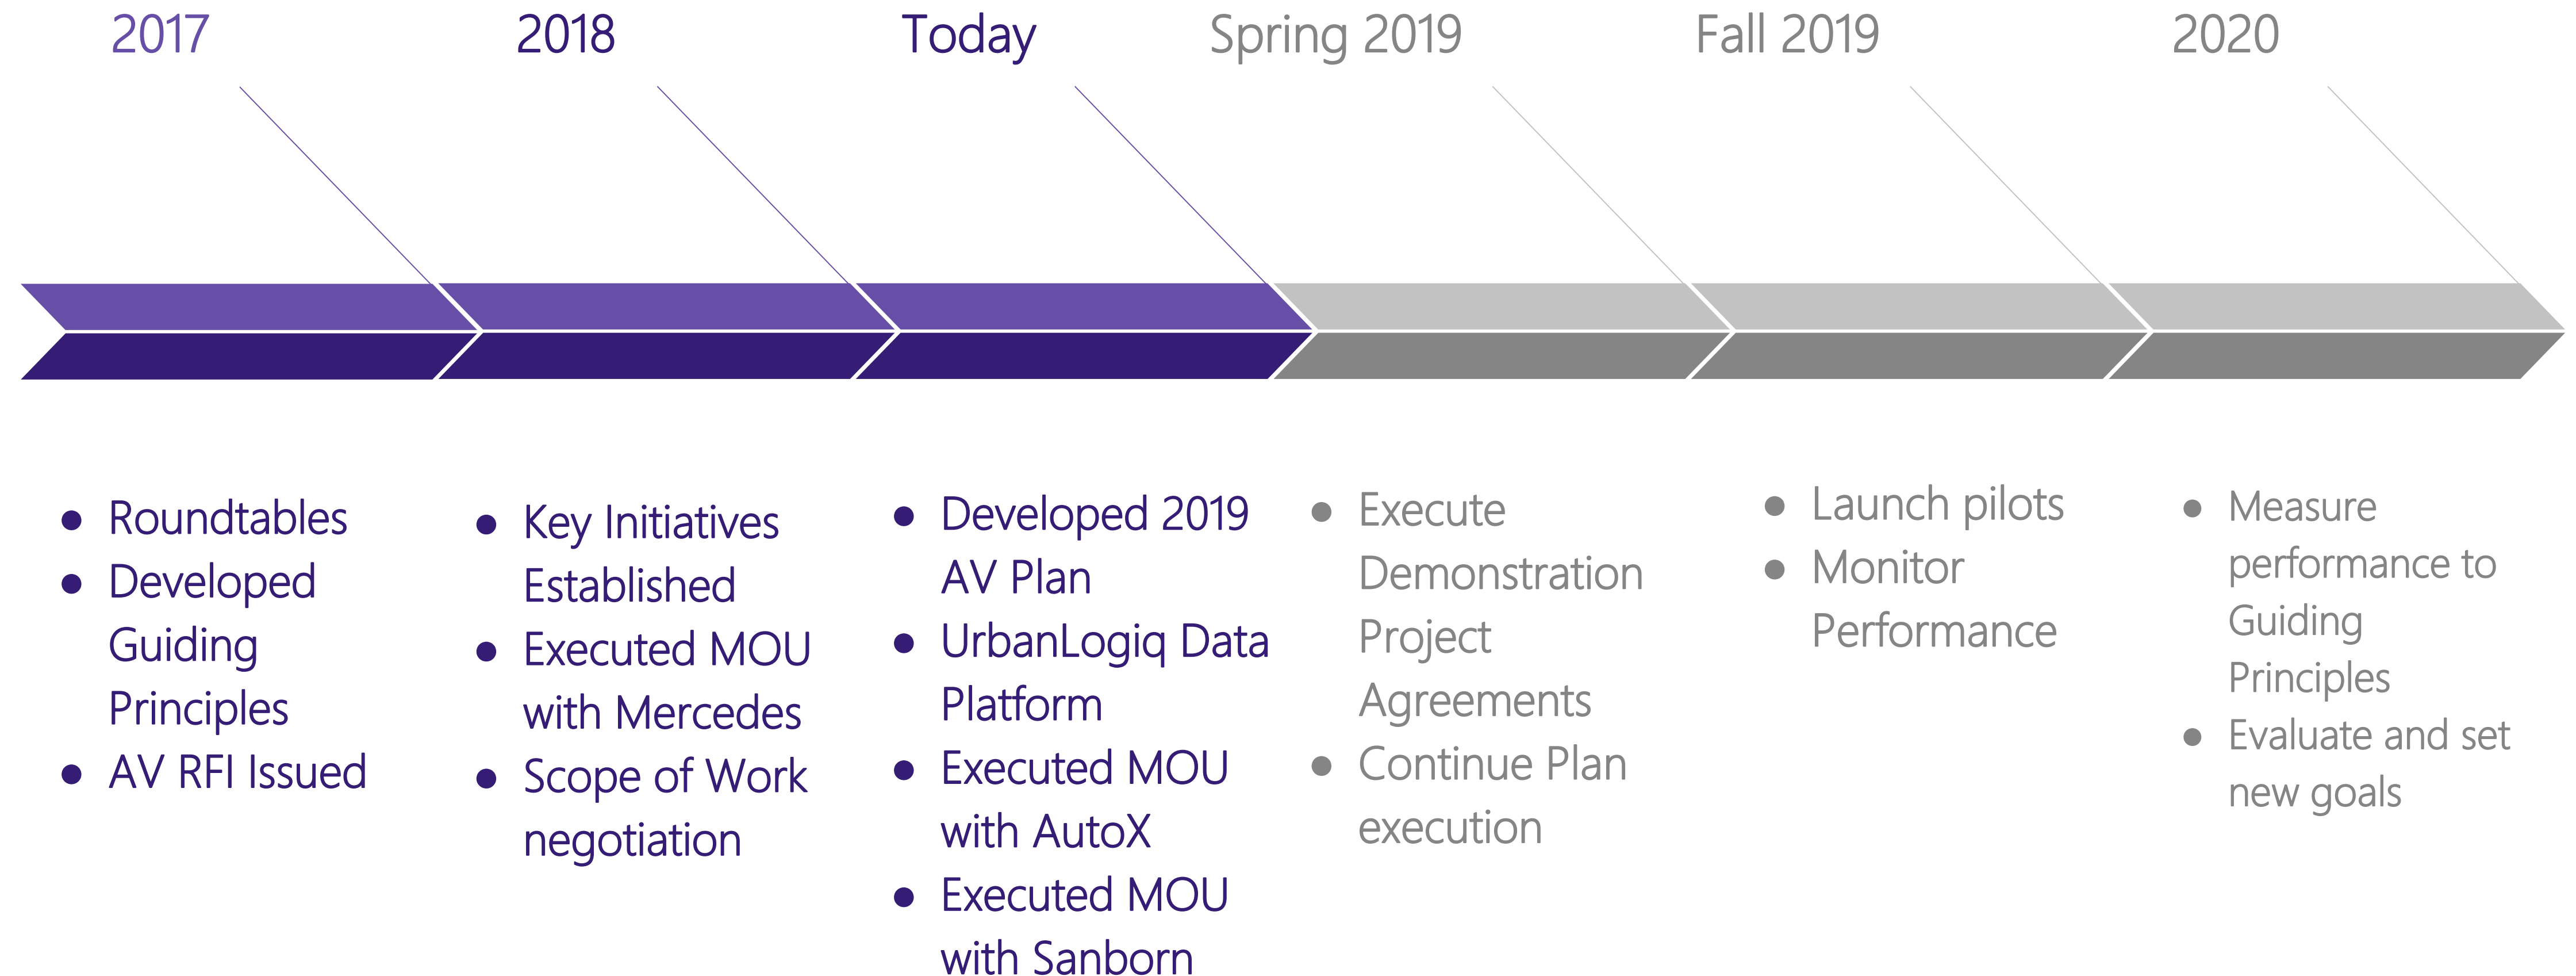 2017
2018
Today
Spring 2019
Fall 2019
2020
● Roundtables
● Developed
Guiding
Principles
● AV RFI Issued
● Key Initiatives
Established
● Executed MOU
with Mercedes
● Scope of Work
negotiation
● Developed 2019
AV Plan
● UrbanLogiq Data
Platform
● Executed MOU
with AutoX
● Executed MOU
with Sanborn
● Execute
Demonstration
Project
Agreements
● Continue Plan
execution
● Launch pilots
● Monitor
Performance
● Measure
performance to
Guiding
Principles
● Evaluate and set
new goals